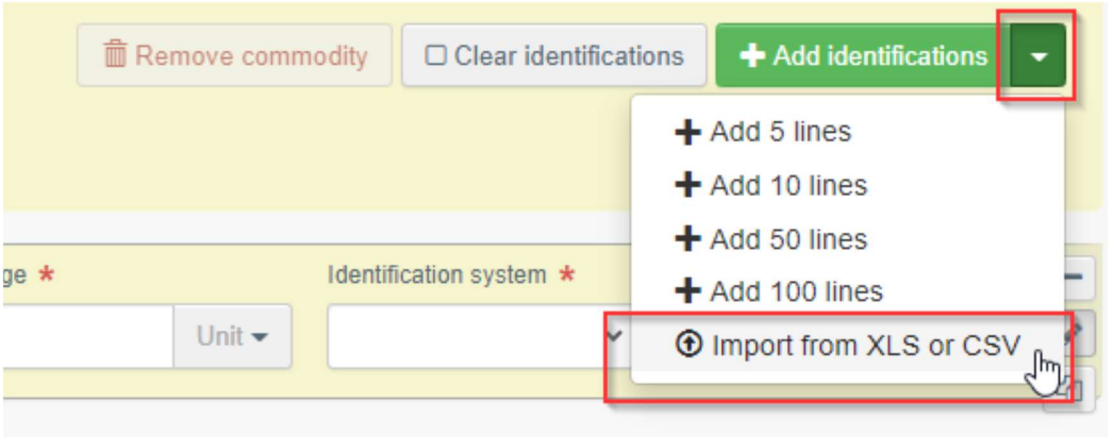 Remove commodity
Clear identifications
Add identifications
Add 5 lines
Add 10 lines
Add 50 lines
ge *
Identification system *
Add 100 lines
Unit
Import from XLS or CSV